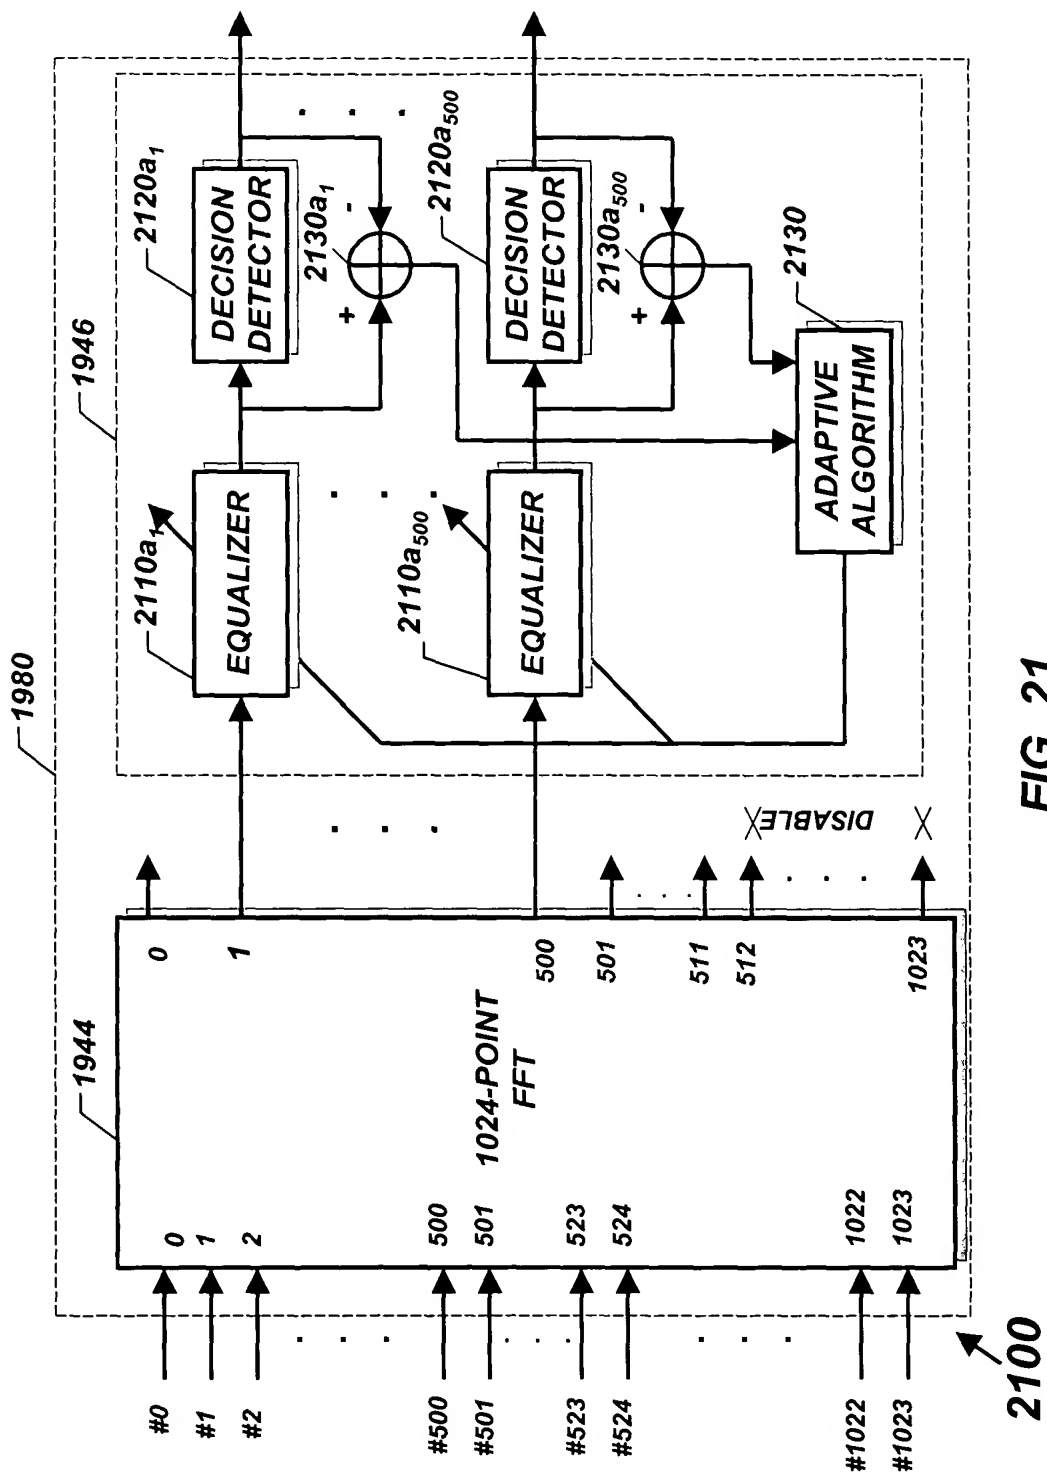 1980
1944
1946
#0
#1
#2
#500
#501
#523
#524
#1022
#1023
0
1
2
500
501
523
524
1022
1023
1024-POINT
FFT
0
1
500
501
511
512
1023
DISABLE
2110a1
EQUALIZER
2120a1
DECISION
DETECTOR
2130a1
+
-
2110a500
EQUALIZER
2120a500
DECISION
DETECTOR
2130a500
+
-
2130
ADAPTIVE
ALGORITHM
2100
FIG. 21